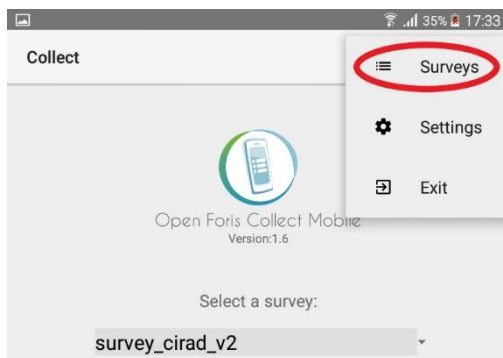 35% 17:33
Collect
Surveys
Settings
Exit
Open Foris Collect Mobile
Version:1.6
Select a survey:
survey_cirad_v2